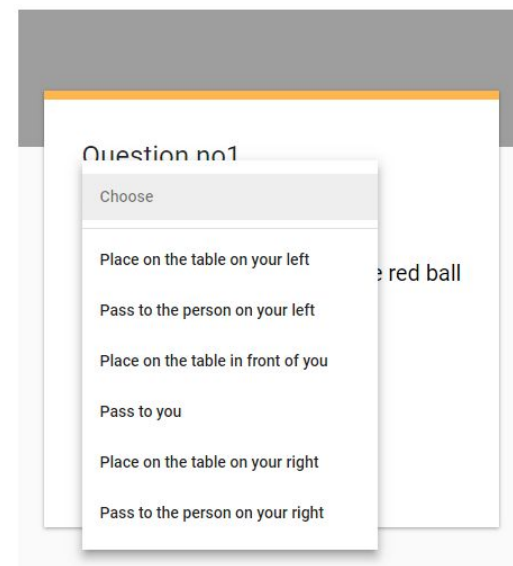 Question no1
Choose
Place on the table on your left
red ball
Pass to the person on your left
Place on the table in front of you
Pass to you
Place on the table on your right
Pass to the person on your right